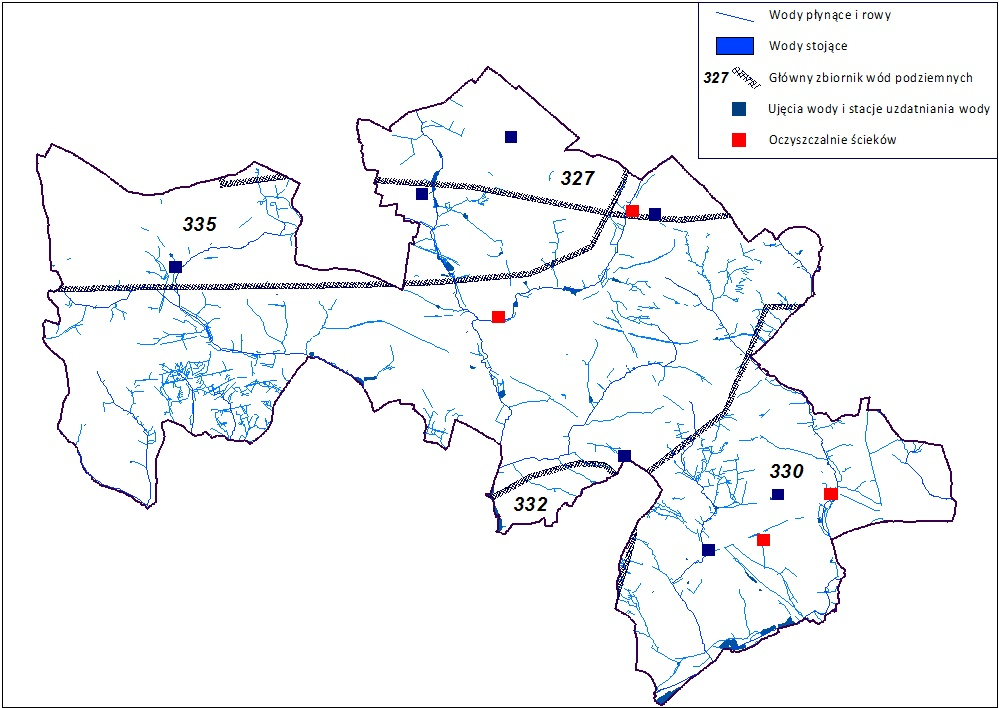 Wody płynące i rowy
Wody stojące
327 Główny zbiornik wód podziemnych
Ujęcia wody i stacje uzdatniania wody
Oczyszczalnie ścieków
327
335
330
332